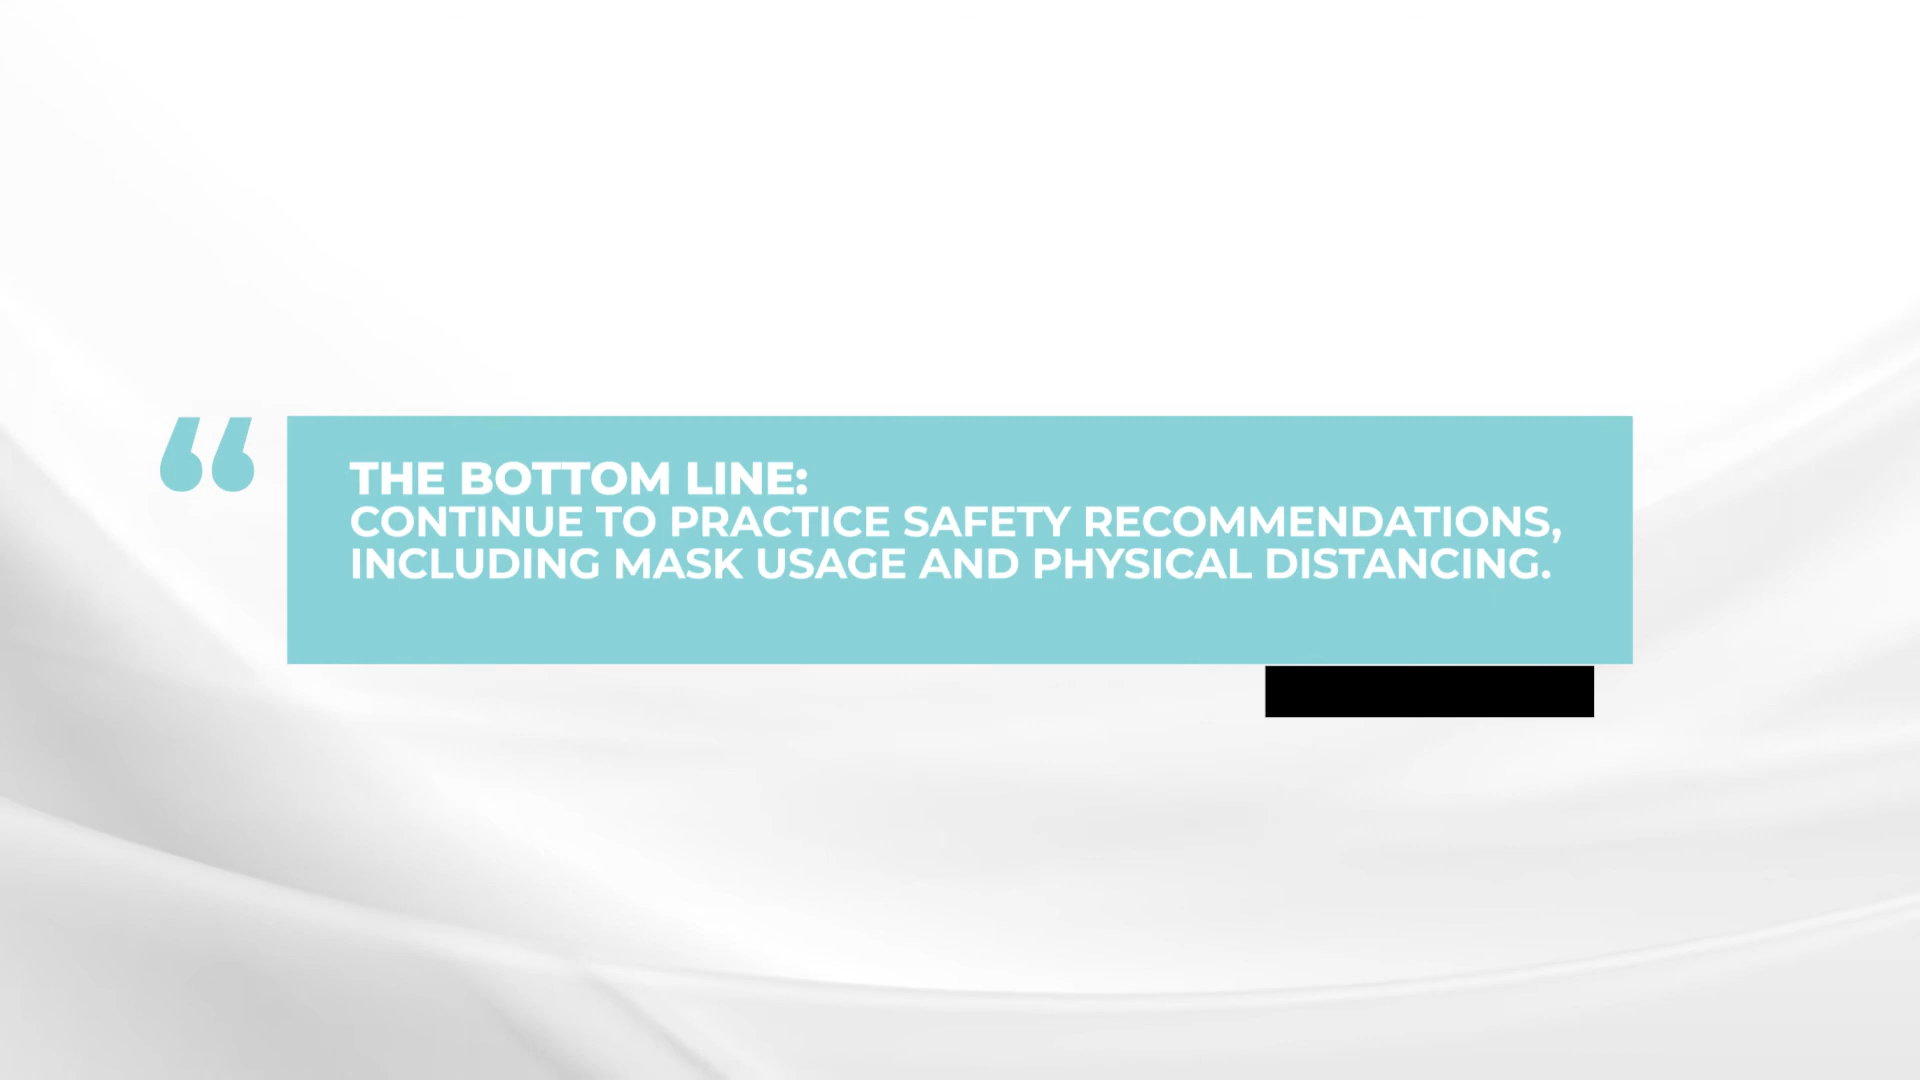 “
THE BOTTOM LINE:
CONTINUE TO PRACTICE SAFETY RECOMMENDATIONS,
INCLUDING MASK USAGE AND PHYSICAL DISTANCING.